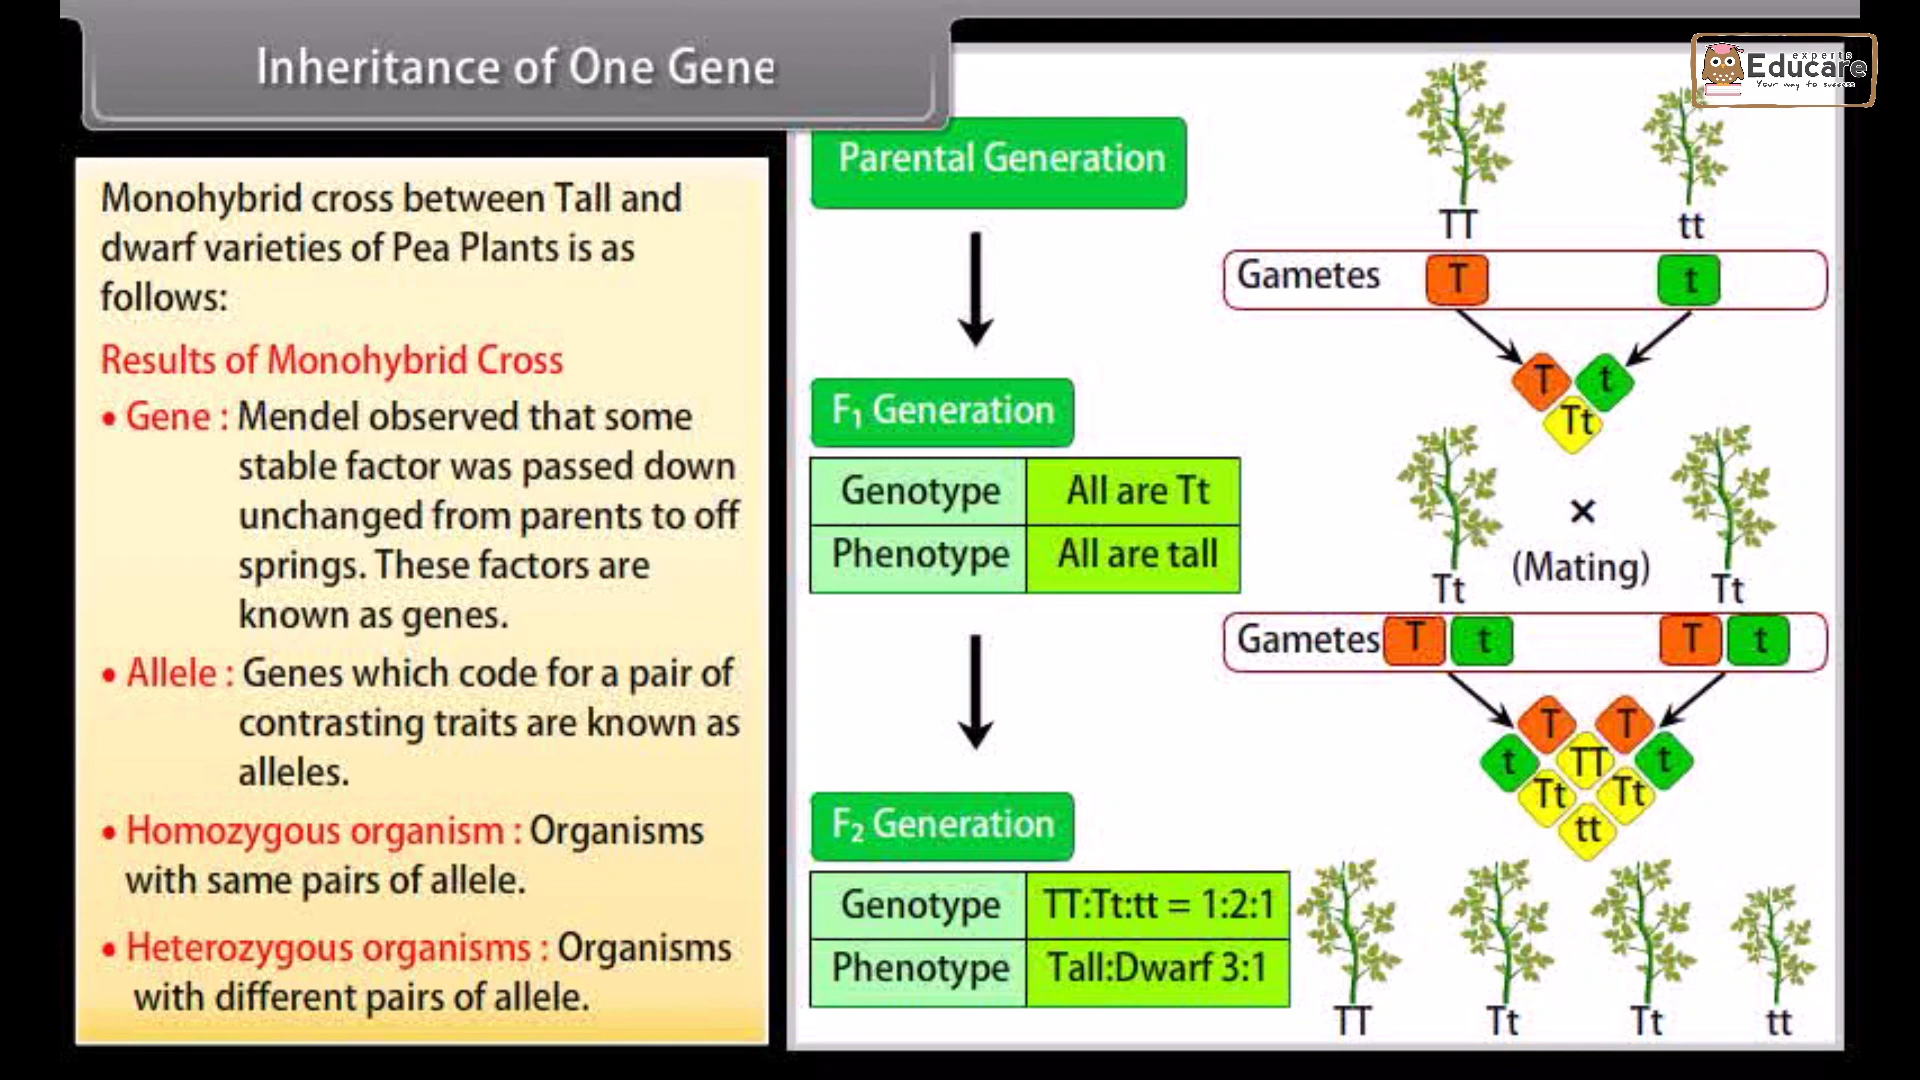 Inheritance of One Gene
experts
Educare
Your way to success
Monohybrid cross between Tall and
dwarf varieties of Pea Plants is as
follows:
Results of Monohybrid Cross
• Gene : Mendel observed that some
stable factor was passed down
unchanged from parents to off
springs. These factors are
known as genes.
• Allele : Genes which code for a pair of
contrasting traits are known as
alleles.
• Homozygous organism : Organisms
with same pairs of allele.
• Heterozygous organisms : Organisms
with different pairs of allele.
Parental Generation
TT tt
Gametes T t
T t
Tt
F₁ Generation
Genotype All are Tt
Phenotype All are tall
×
(Mating)
Tt Tt
Gametes T t T t
T T
t TT t
Tt Tt
tt
F₂ Generation
Genotype TT:Tt:tt = 1:2:1
Phenotype Tall:Dwarf 3:1
TT Tt Tt tt